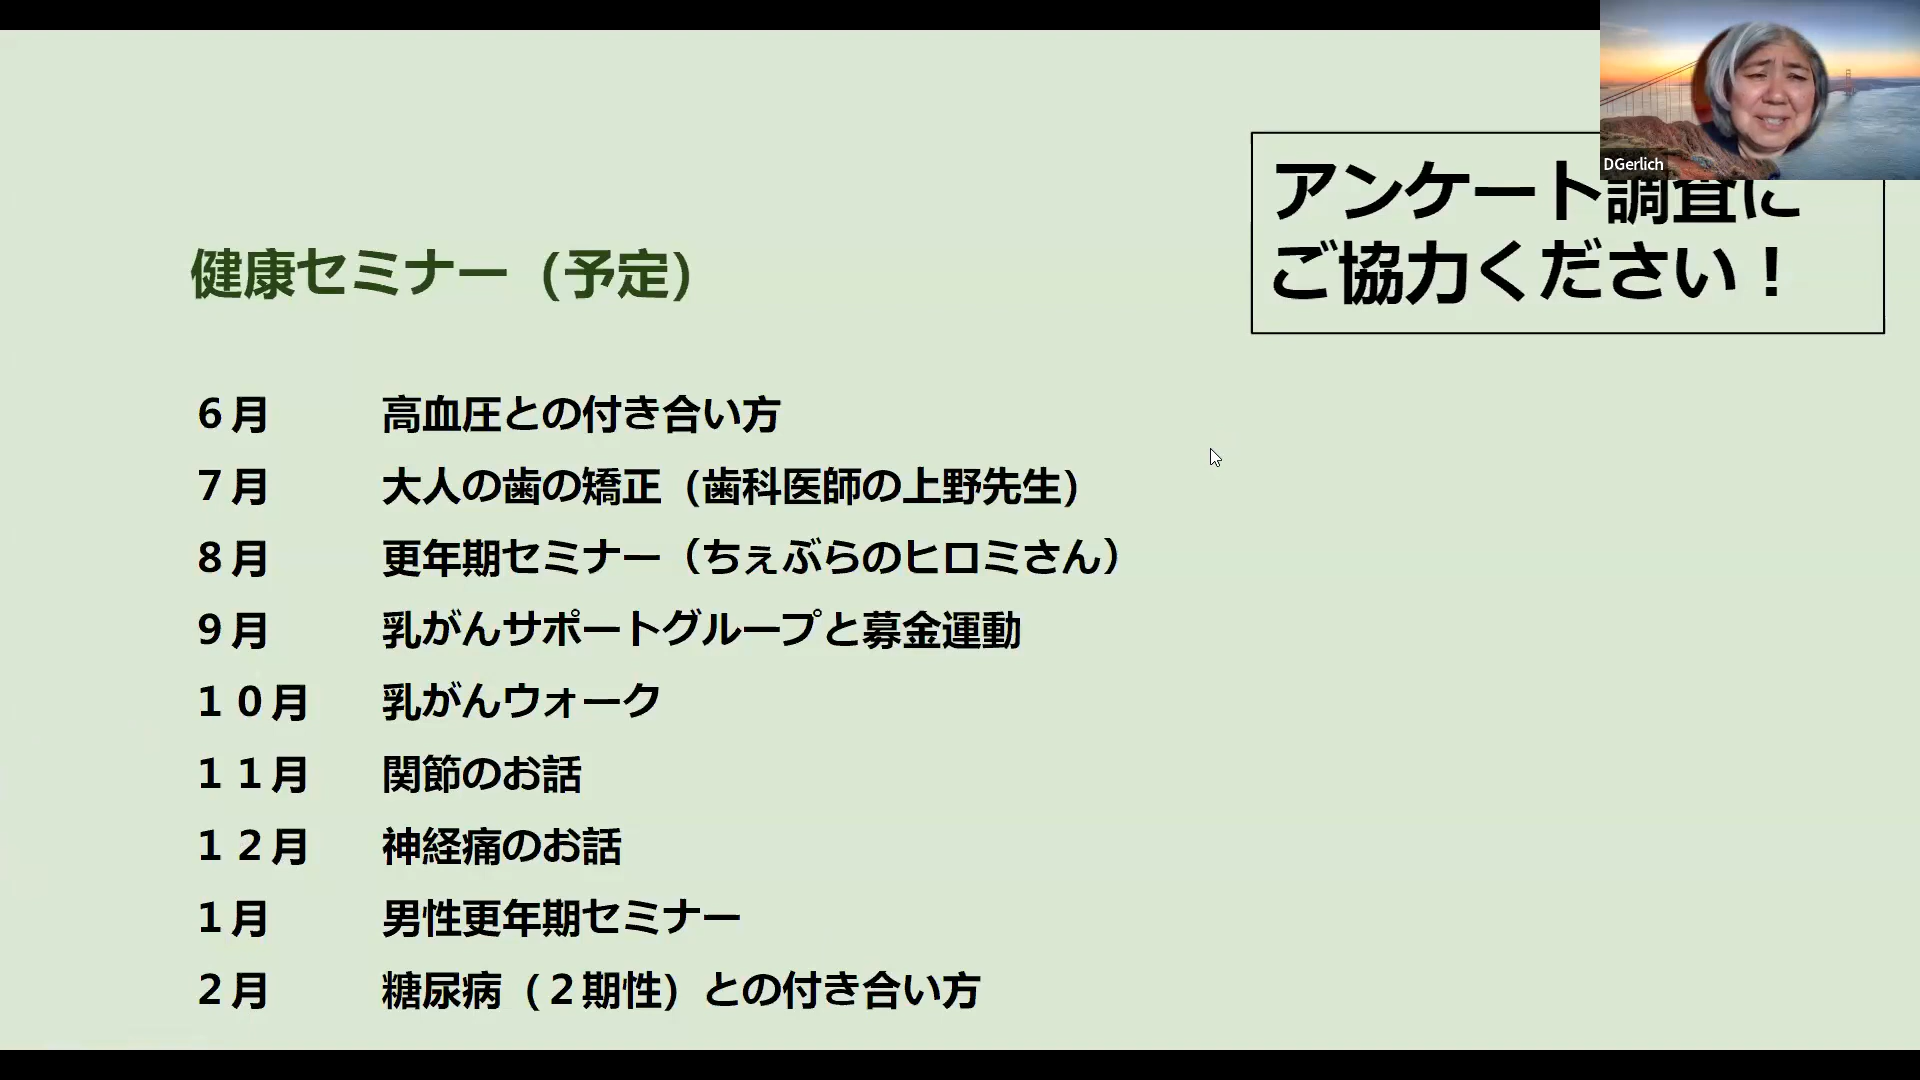 DGerlich
アンケート調査に
ご協力ください！
健康セミナー（予定）
６月 高血圧との付き合い方
７月 大人の歯の矯正（歯科医師の上野先生）
８月 更年期セミナー（ちぇぶらのヒロミさん）
９月 乳がんサポートグループと募金運動
１０月 乳がんウォーク
１１月 関節のお話
１２月 神経痛のお話
１月 男性更年期セミナー
２月 糖尿病（２期性）との付き合い方